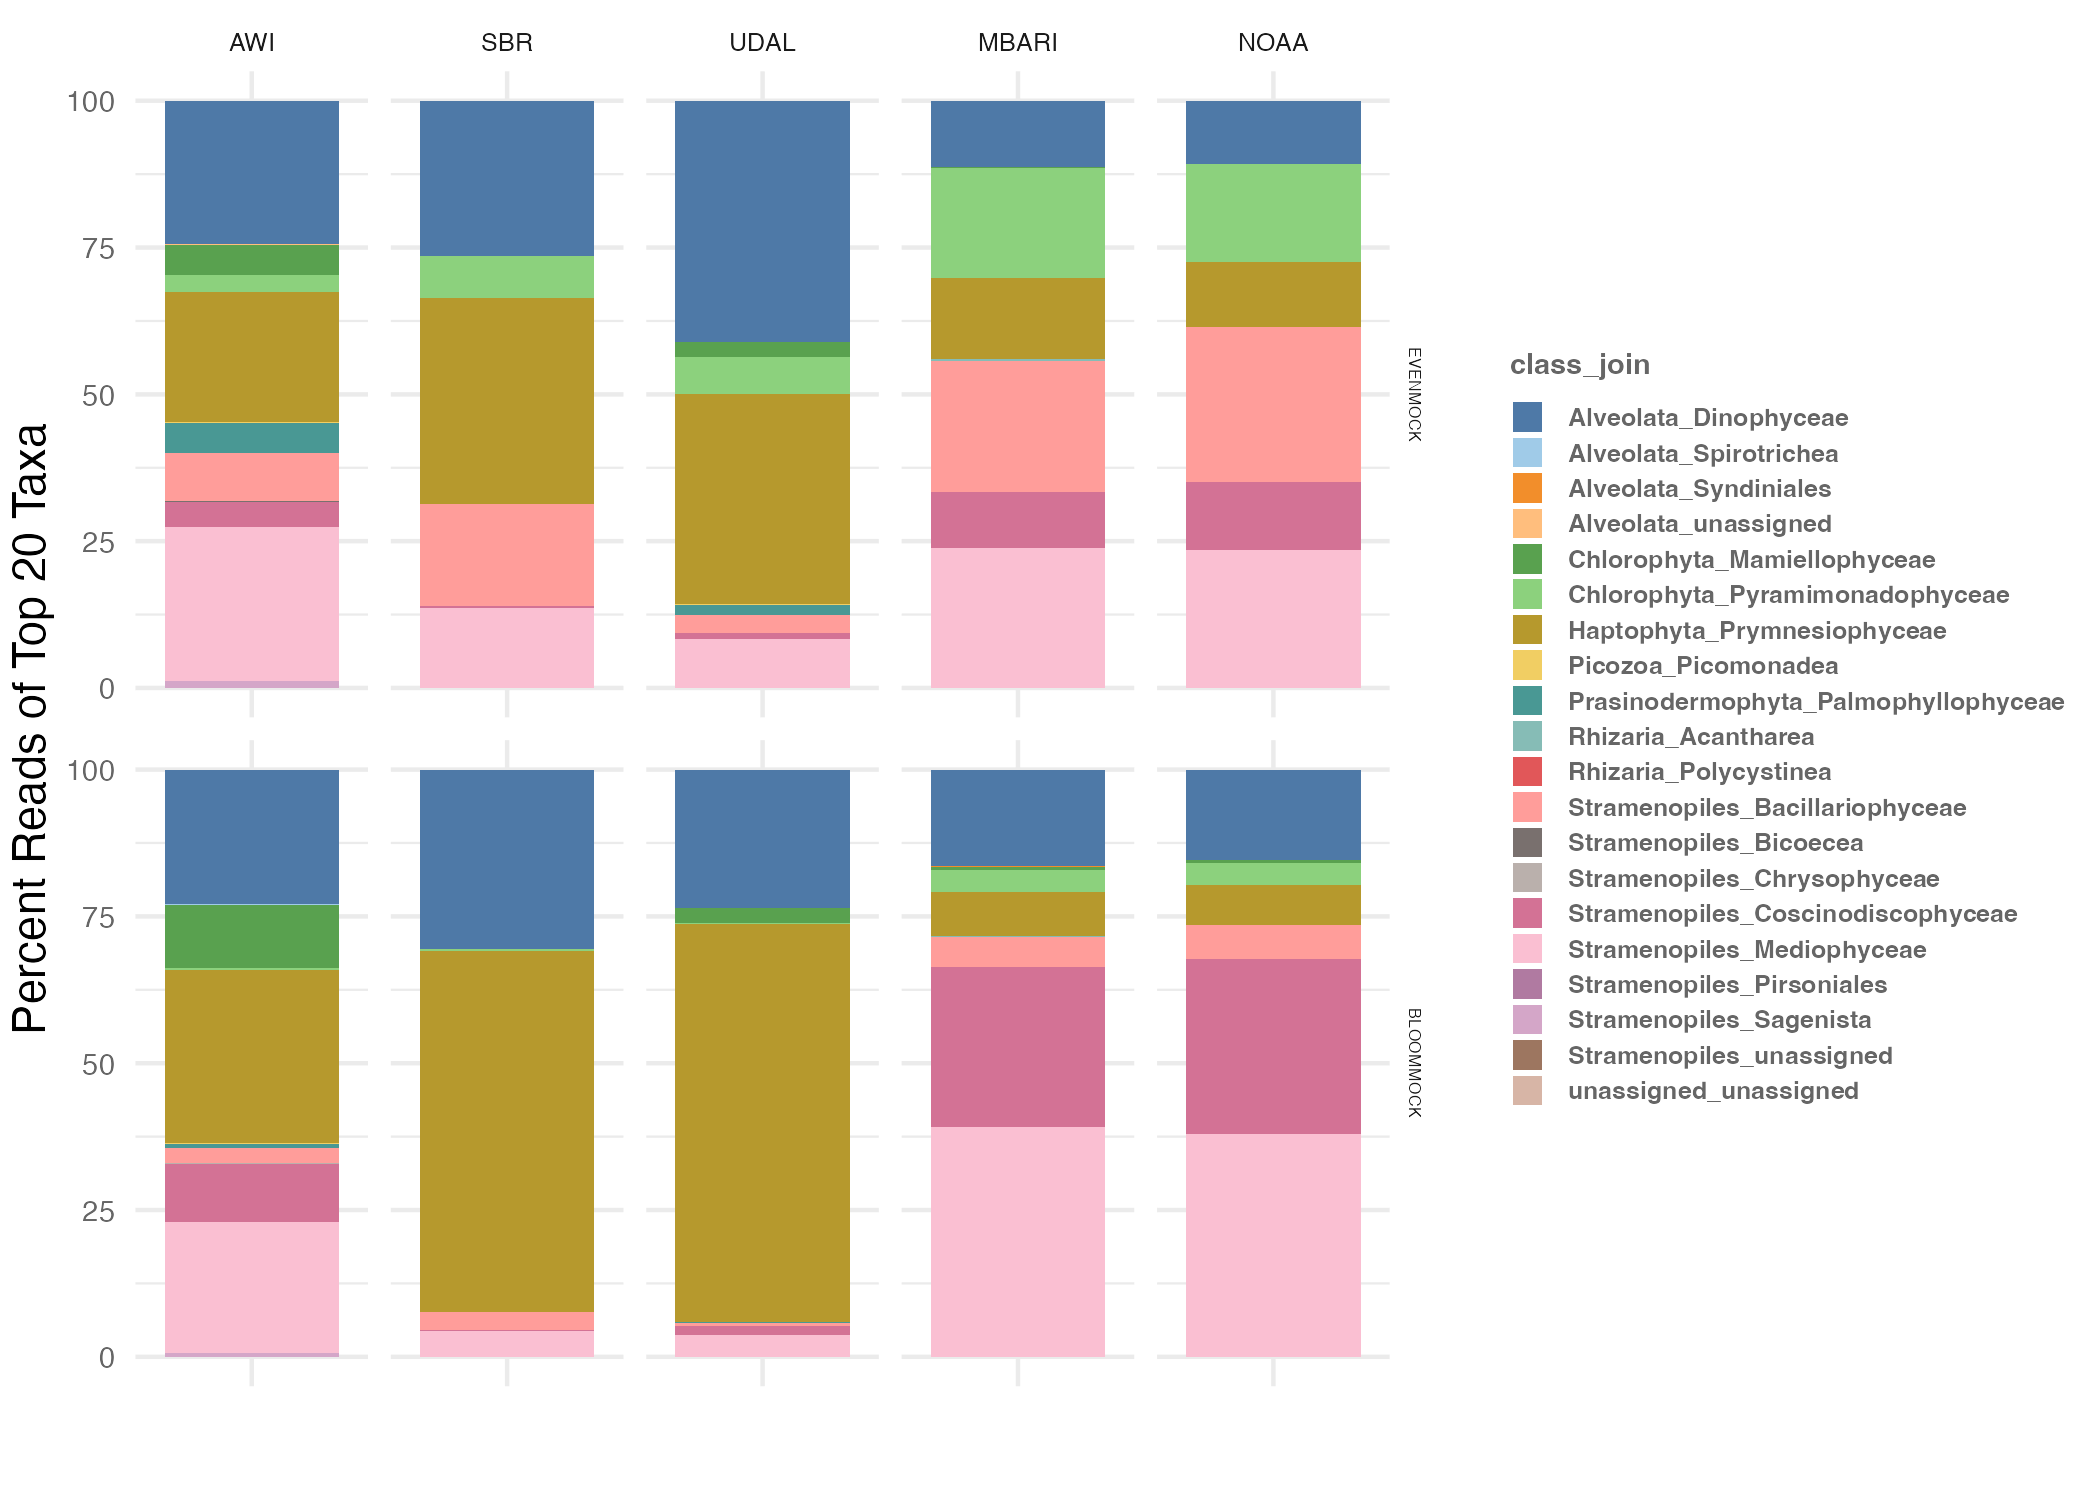 AWI SBR UDAL MBARI NOAA
Percent Reads of Top 20 Taxa
100
75
50
25
0
EVENMOCK
100
75
50
25
0
BLOOMMOCK
class_join
Alveolata_Dinophyceae
Alveolata_Spirotrichea
Alveolata_Syndiniales
Alveolata_unassigned
Chlorophyta_Mamiellophyceae
Chlorophyta_Pyramimonadophyceae
Haptophyta_Prymnesiophyceae
Picozoa_Picomonadea
Prasinodermophyta_Palmophyllophyceae
Rhizaria_Acantharea
Rhizaria_Polycystinea
Stramenopiles_Bacillariophyceae
Stramenopiles_Bicoecea
Stramenopiles_Chrysophyceae
Stramenopiles_Coscinodiscophyceae
Stramenopiles_Mediophyceae
Stramenopiles_Pirsoniales
Stramenopiles_Sagenista
Stramenopiles_unassigned
unassigned_unassigned